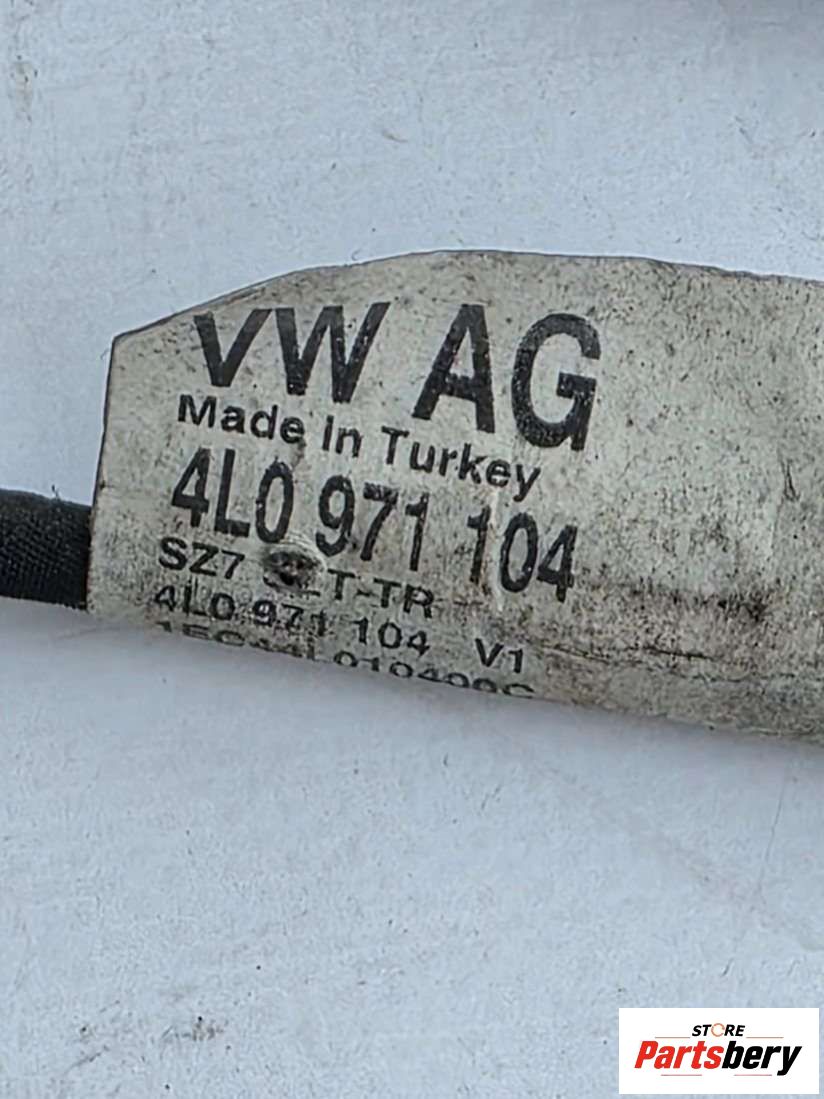 VW AG
Made In Turkey
4L0 971 104
SZ7
4L0 971 104 V1
STORE
Partsbery